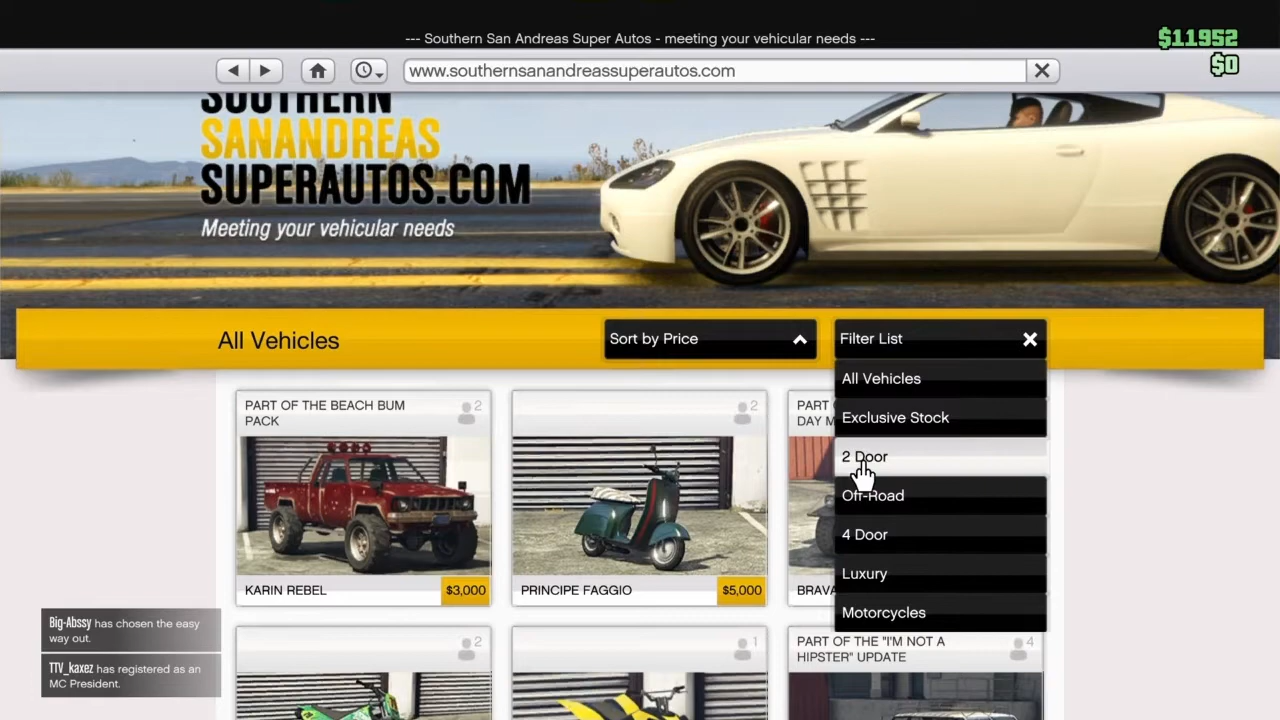 --- Southern San Andreas Super Autos - meeting your vehicular needs ---
$11952
$0
www.southernsanandreassuperautos.com
SOUTHERN
SANANDREAS
SUPERAUTOS.COM
Meeting your vehicular needs
All Vehicles
Sort by Price
Filter List
All Vehicles
Exclusive Stock
2 Door
Off-Road
4 Door
Luxury
Motorcycles
PART OF THE BEACH BUM
PACK
2
KARIN REBEL
$3,000
2
PRINCIPE FAGGIO
$5,000
PART
DAY M
BRAVA
2
1
PART OF THE "I'M NOT A
HIPSTER" UPDATE
4
Big-Abssy has chosen the easy
way out.
TTV_kaxez has registered as an
MC President.